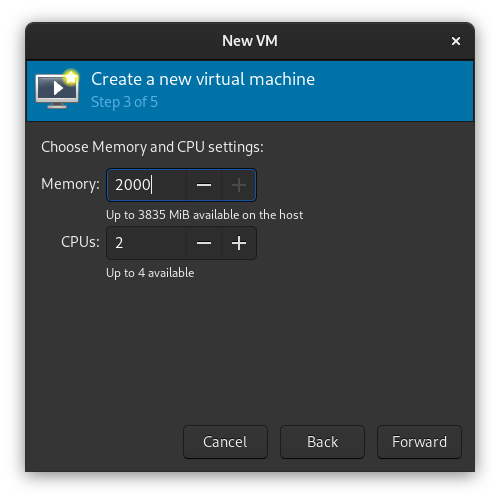 New VM
Create a new virtual machine
Step 3 of 5
Choose Memory and CPU settings:
Memory: 2000
Up to 3835 MiB available on the host
CPUs: 2
Up to 4 available
Cancel Back Forward